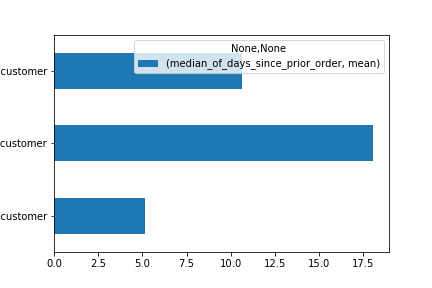 None,None
(median_of_days_since_prior_order, mean)
customer
customer
customer
0.0 2.5 5.0 7.5 10.0 12.5 15.0 17.5